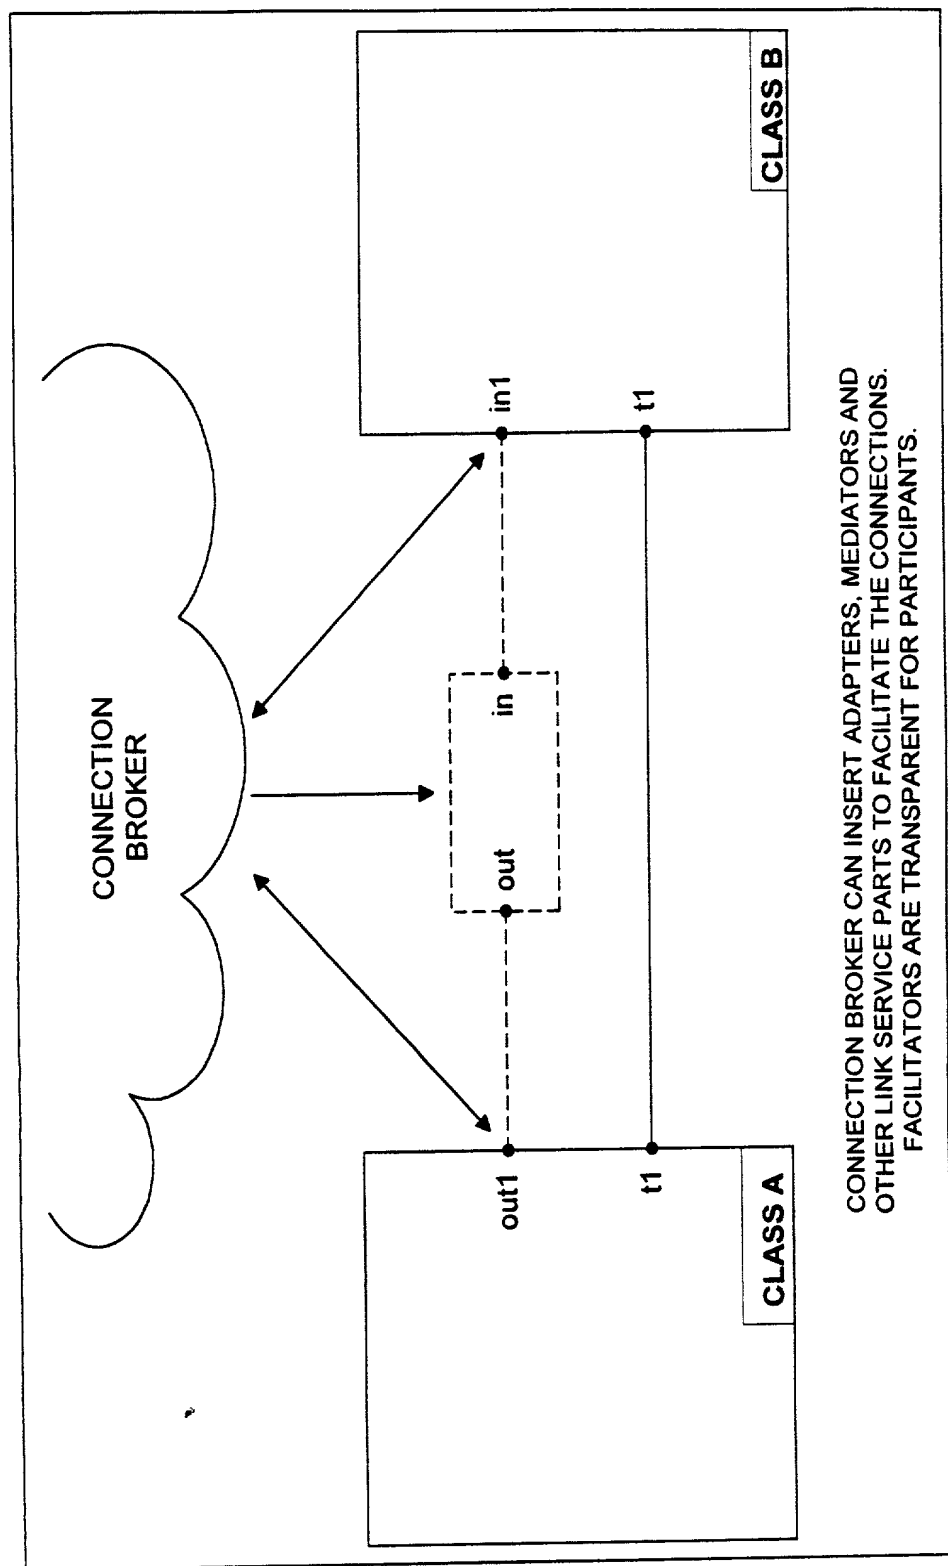 CONNECTION
BROKER
out1
out
in
in1
t1
t1
CLASS A
CLASS B
CONNECTION BROKER CAN INSERT ADAPTERS, MEDIATORS AND
OTHER LINK SERVICE PARTS TO FACILITATE THE CONNECTIONS.
FACILITATORS ARE TRANSPARENT FOR PARTICIPANTS.